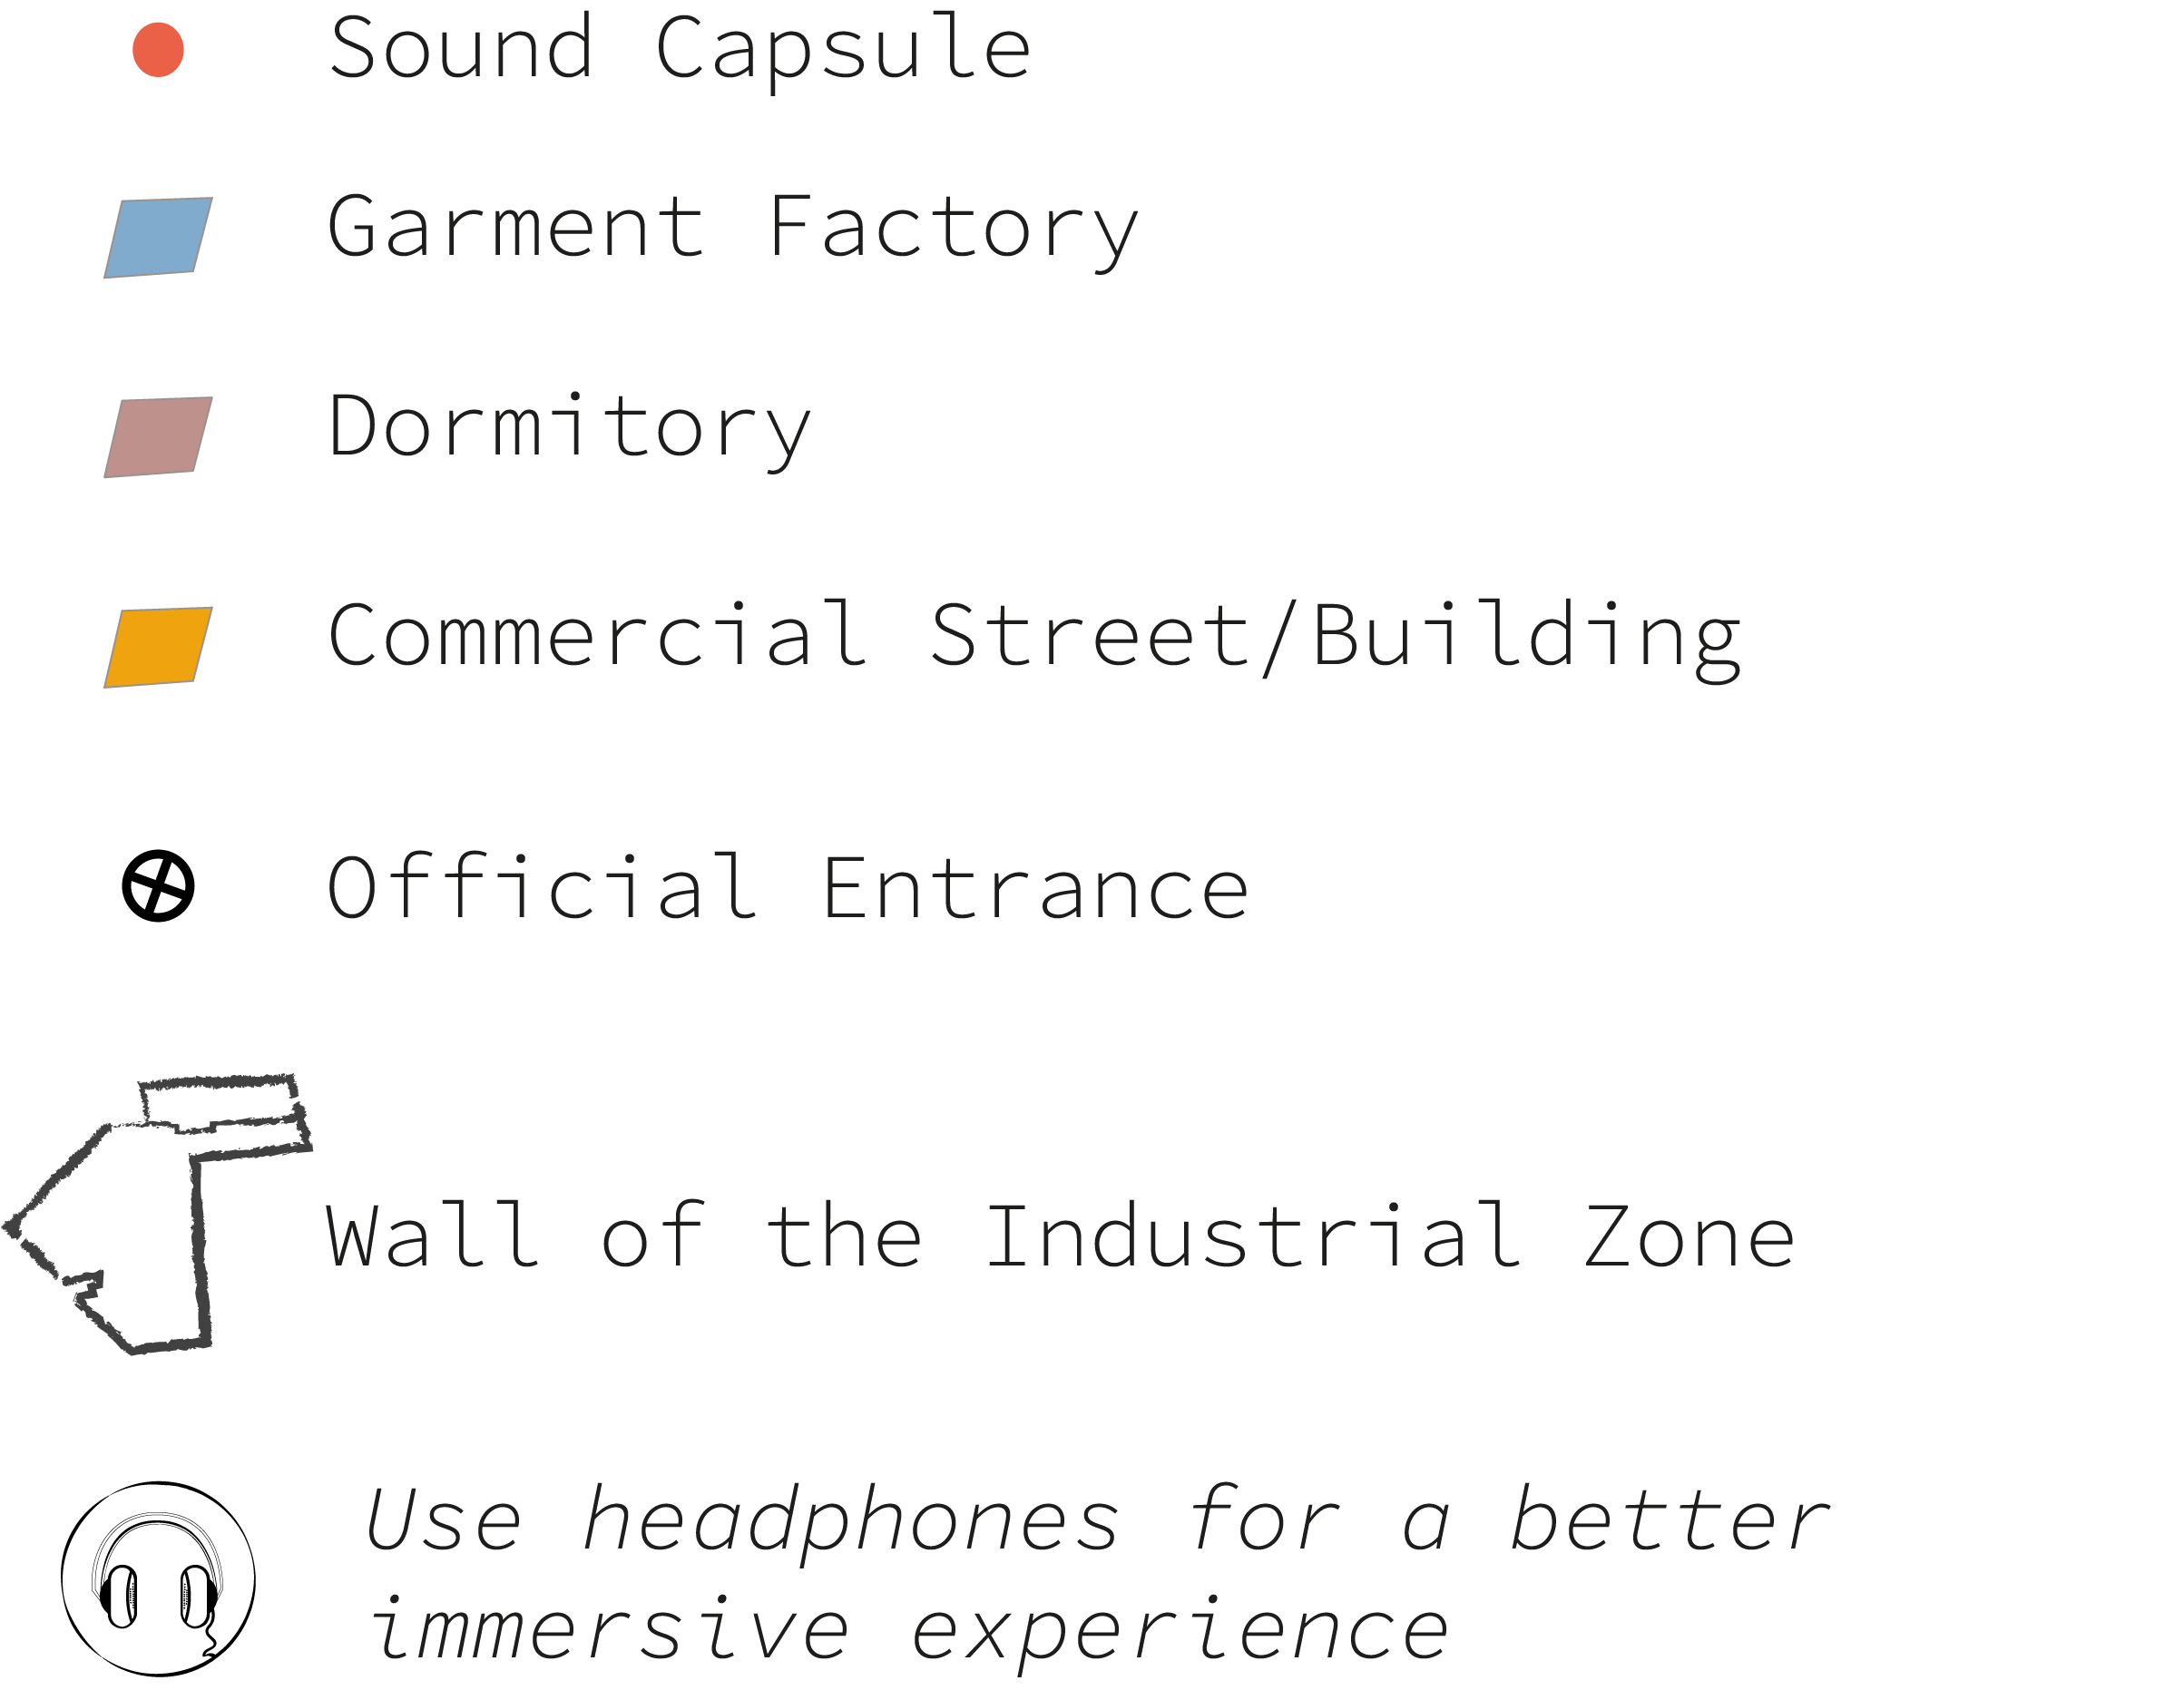 Sound Capsule
Garment Factory
Dormitory
Commercial Street/Building
Official Entrance
Wall of the Industrial Zone
Use headphones for a better
immersive experience